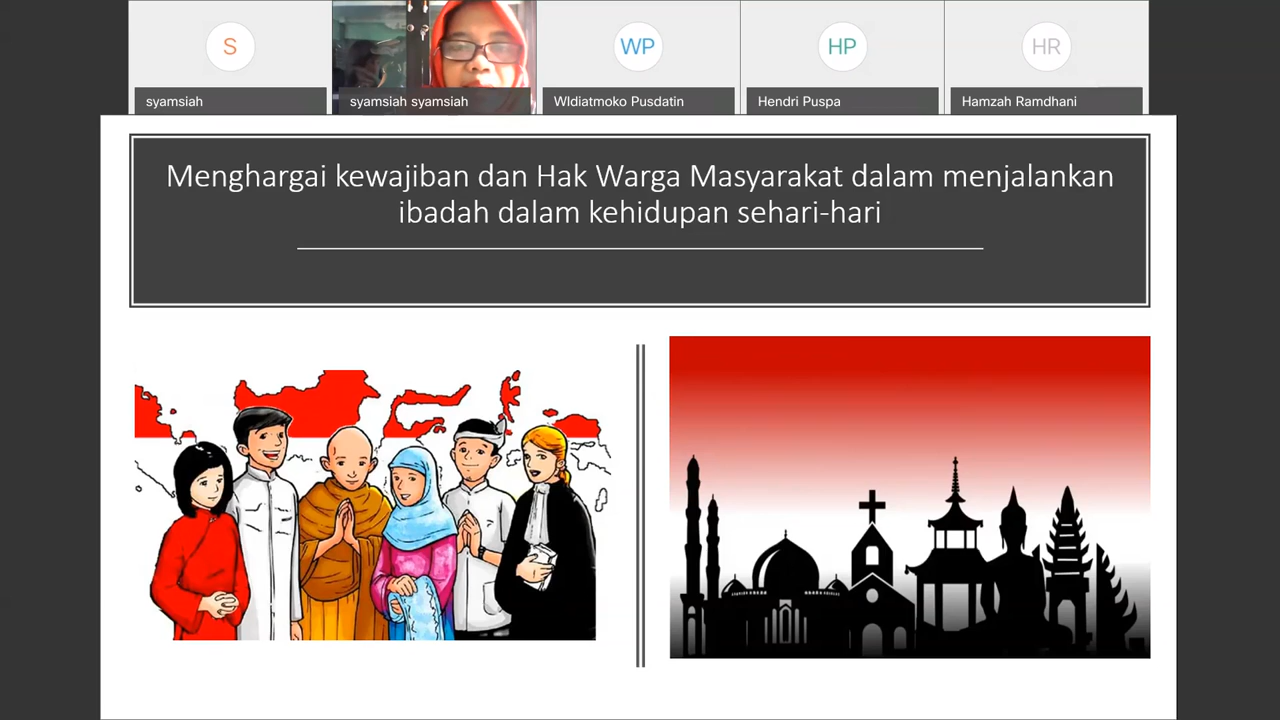 S
WP
HP
HR
syamsiah
syamsiah syamsiah
WIdiatmoko Pusdatin
Hendri Puspa
Hamzah Ramdhani
Menghargai kewajiban dan Hak Warga Masyarakat dalam menjalankan
ibadah dalam kehidupan sehari-hari